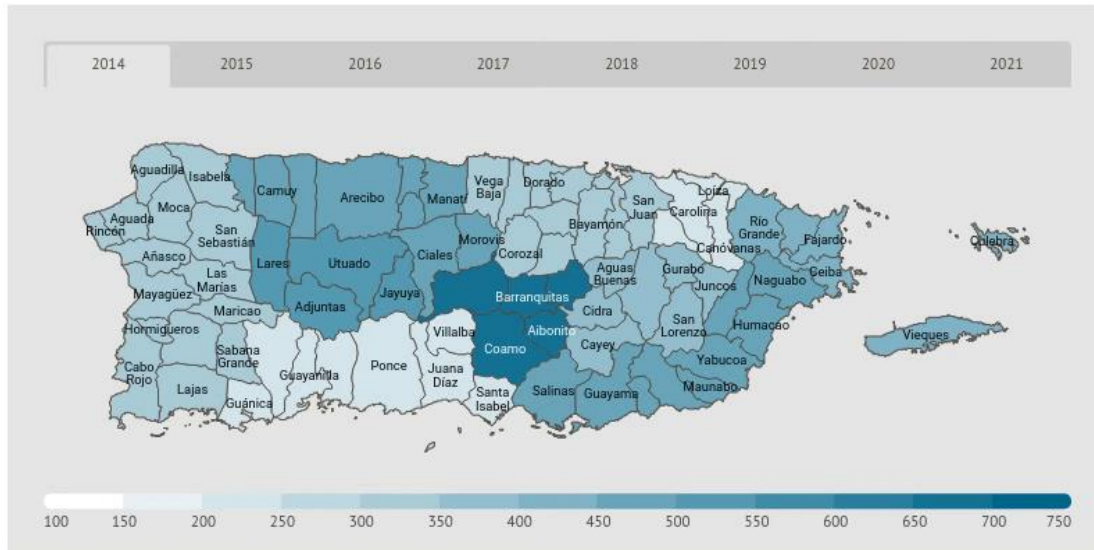 2014 2015 2016 2017 2018 2019 2020 2021
Aguadilla
Isabela
Camuy
Arecibo
Manatí
Vega
Baja
Dorado
Bayamón
San
Juan
Carolina
Loíza
Canóvanas
Río
Grande
Fajardo
Culebra
Aguada
Rincón
Moca
San
Sebastián
Añasco
Las
Marías
Mayagüez
Maricao
Lares
Utuado
Adjuntas
Jayuya
Ciales
Morovis
Corozal
Barranquitas
Aguas
Buenas
Gurabo
Juncos
Naguabo
Ceiba
Cidra
San
Lorenzo
Humacao
Vieques
Hormigueros
Cabo
Rojo
Sabana
Grande
Lajas
Guánica
Guayanilla
Ponce
Villalba
Juana
Díaz
Coamo
Aibonito
Santa
Isabel
Salinas
Cayey
Guayama
Yabucoa
Maunabo
100 150 200 250 300 350 400 450 500 550 600 650 700 750